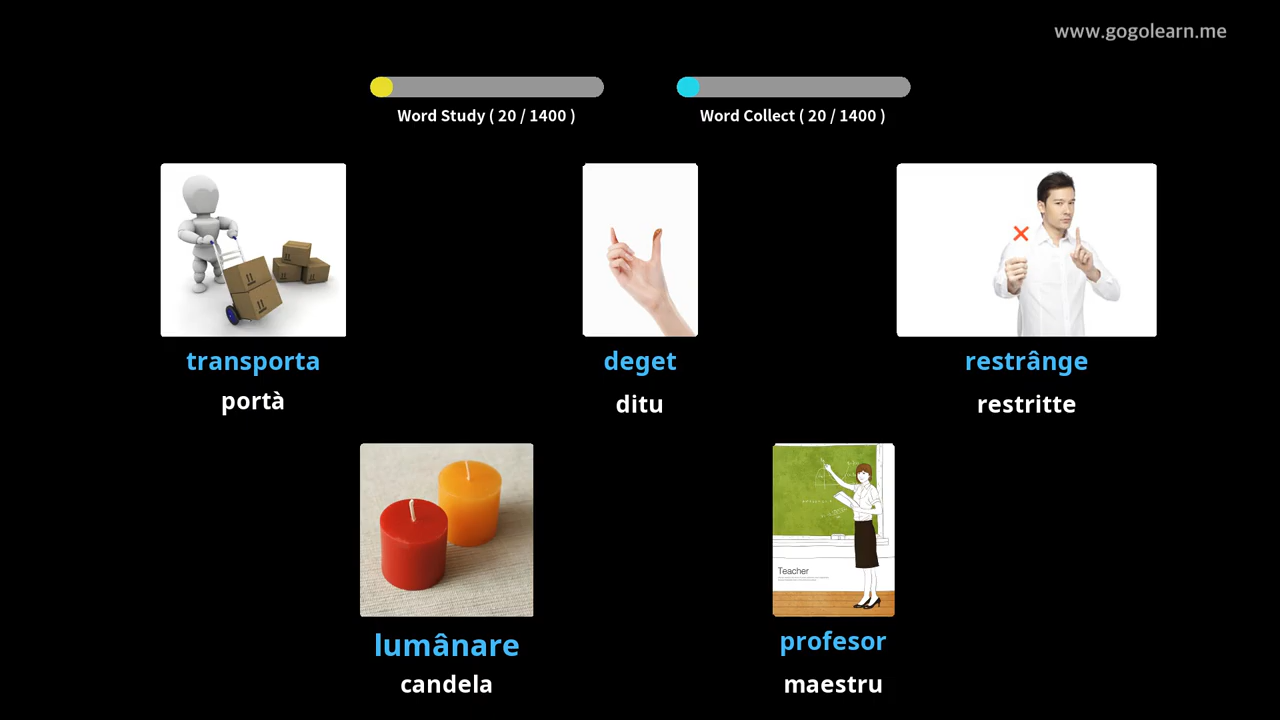 www.gogolearn.me
Word Study ( 20 / 1400 )
Word Collect ( 20 / 1400 )
transporta
deget
restrânge
portà
ditu
restritte
Teacher
lumânare
profesor
candela
maestru